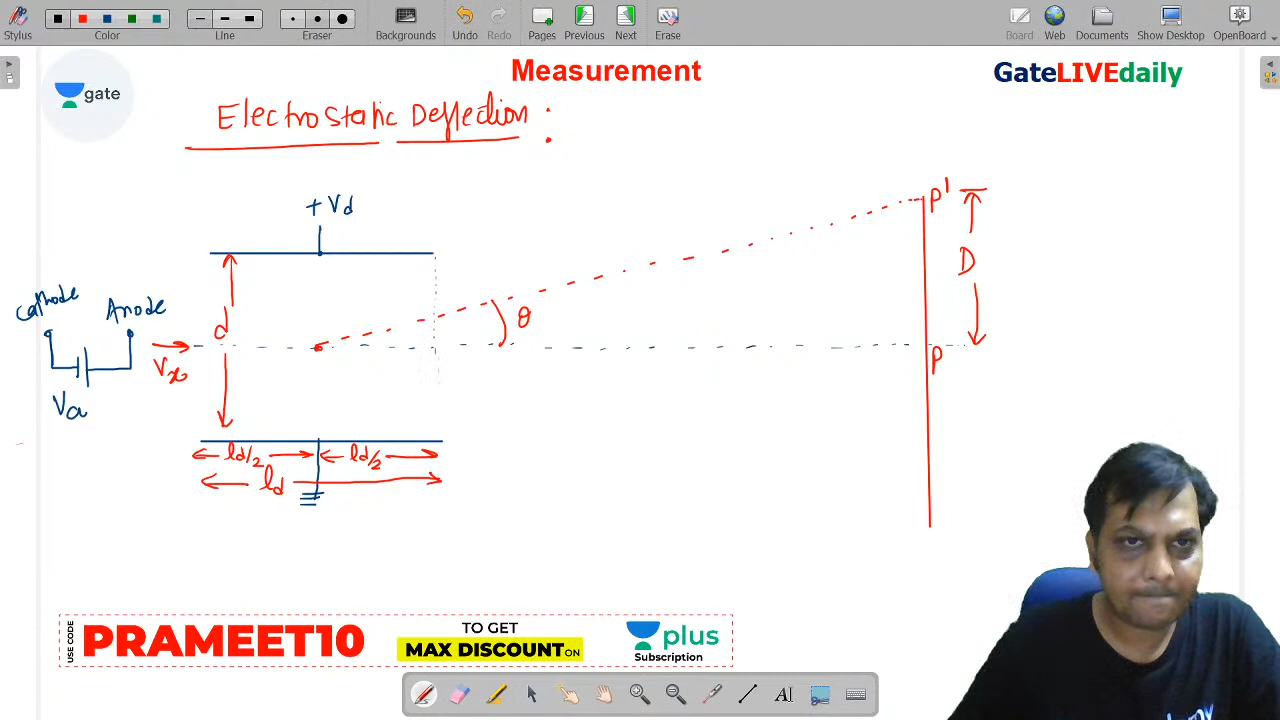 Stylus
Color
Line
Eraser
Backgrounds
Undo
Redo
Pages
Previous
Next
Erase
Board
Web
Documents
Show Desktop
OpenBoard
gate
Measurement
GateLIVEdaily
Electrostatic Deflection :
+Vd
P'
D
Cathode
Anode
d
θ
Vx
P
Va
ld/2
ld/2
ld
USE CODE
PRAMEET10
TO GET
MAX DISCOUNT ON
plus
Subscription
AI